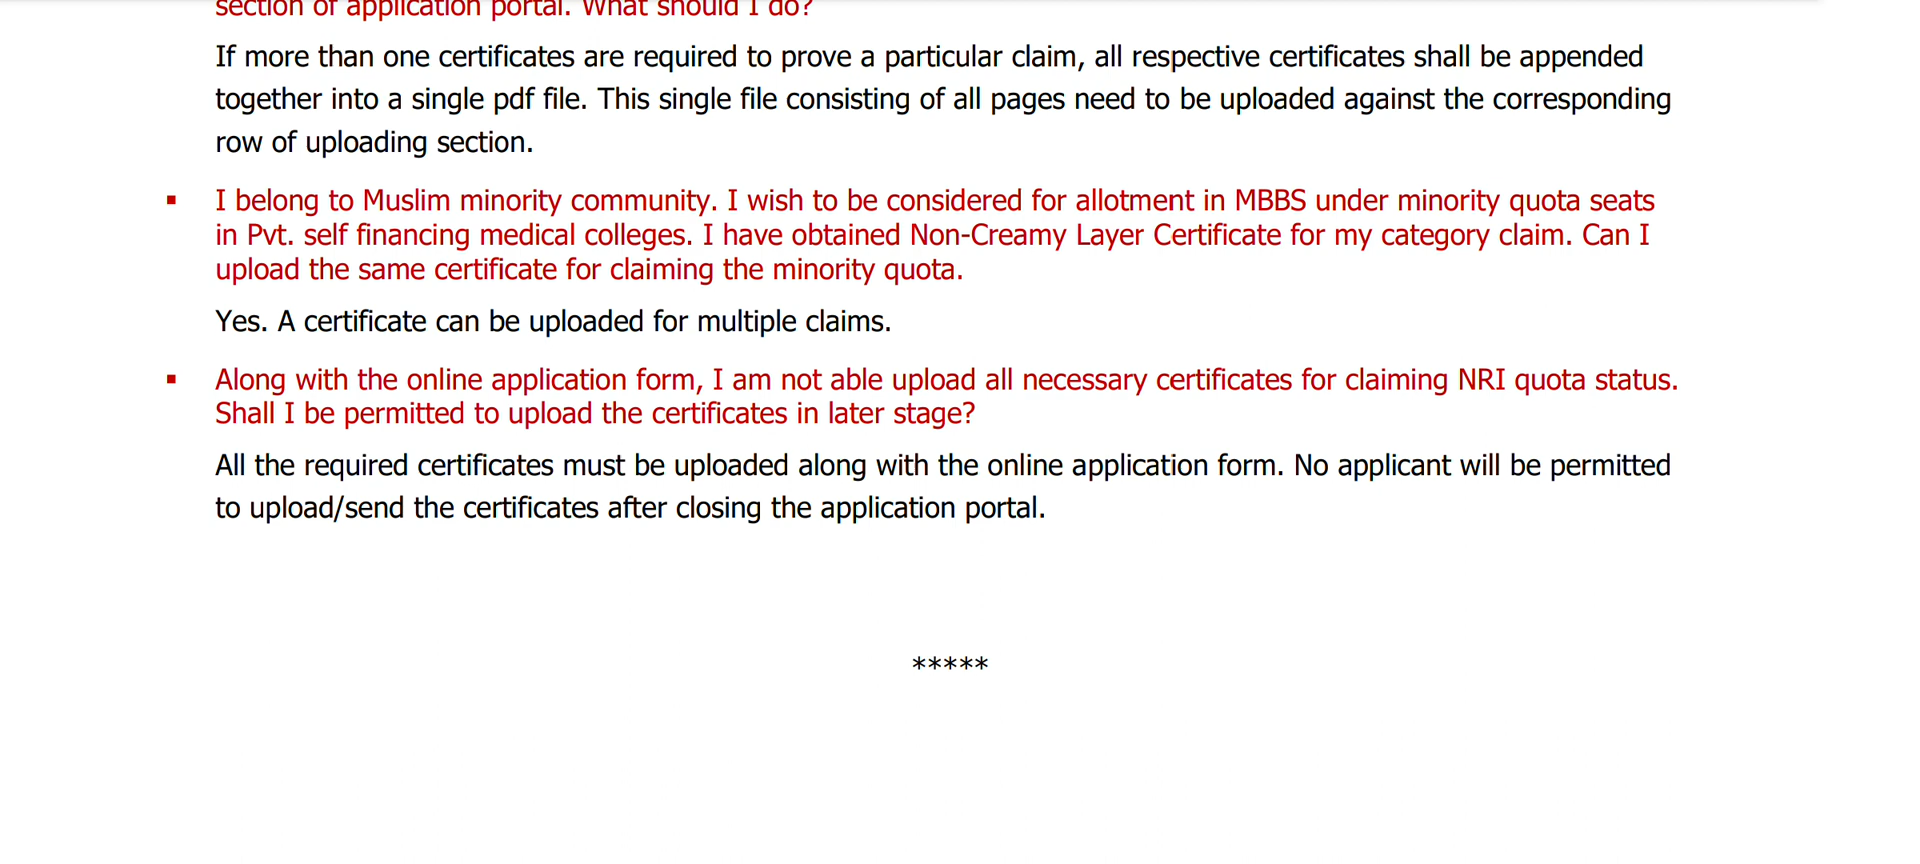 section of application portal. What should I do?
If more than one certificates are required to prove a particular claim, all respective certificates shall be appended
together into a single pdf file. This single file consisting of all pages need to be uploaded against the corresponding
row of uploading section.
▪ I belong to Muslim minority community. I wish to be considered for allotment in MBBS under minority quota seats
in Pvt. self financing medical colleges. I have obtained Non-Creamy Layer Certificate for my category claim. Can I
upload the same certificate for claiming the minority quota.
Yes. A certificate can be uploaded for multiple claims.
▪ Along with the online application form, I am not able upload all necessary certificates for claiming NRI quota status.
Shall I be permitted to upload the certificates in later stage?
All the required certificates must be uploaded along with the online application form. No applicant will be permitted
to upload/send the certificates after closing the application portal.
*****